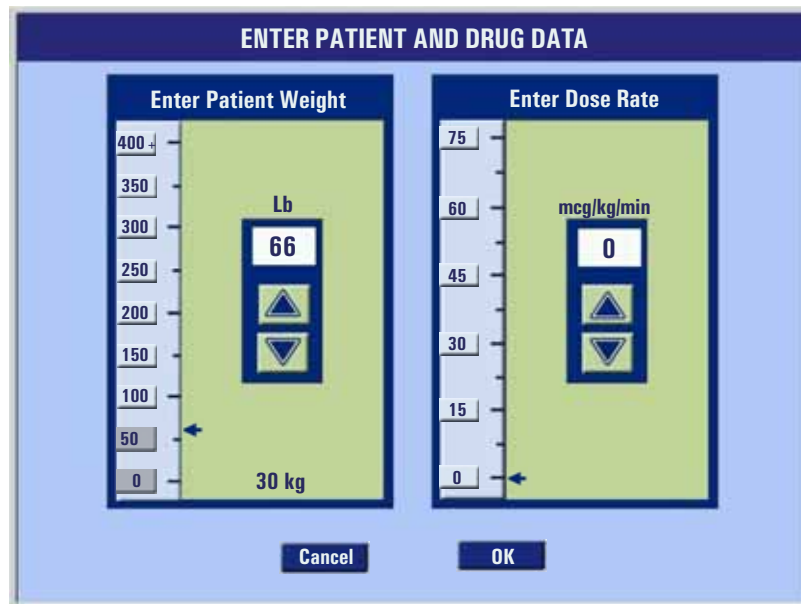 ENTER PATIENT AND DRUG DATA
Enter Patient Weight
400 +
350
300
250
200
150
100
50
0
Lb
66
30 kg
Enter Dose Rate
75
60
45
30
15
0
mcg/kg/min
0
Cancel
OK